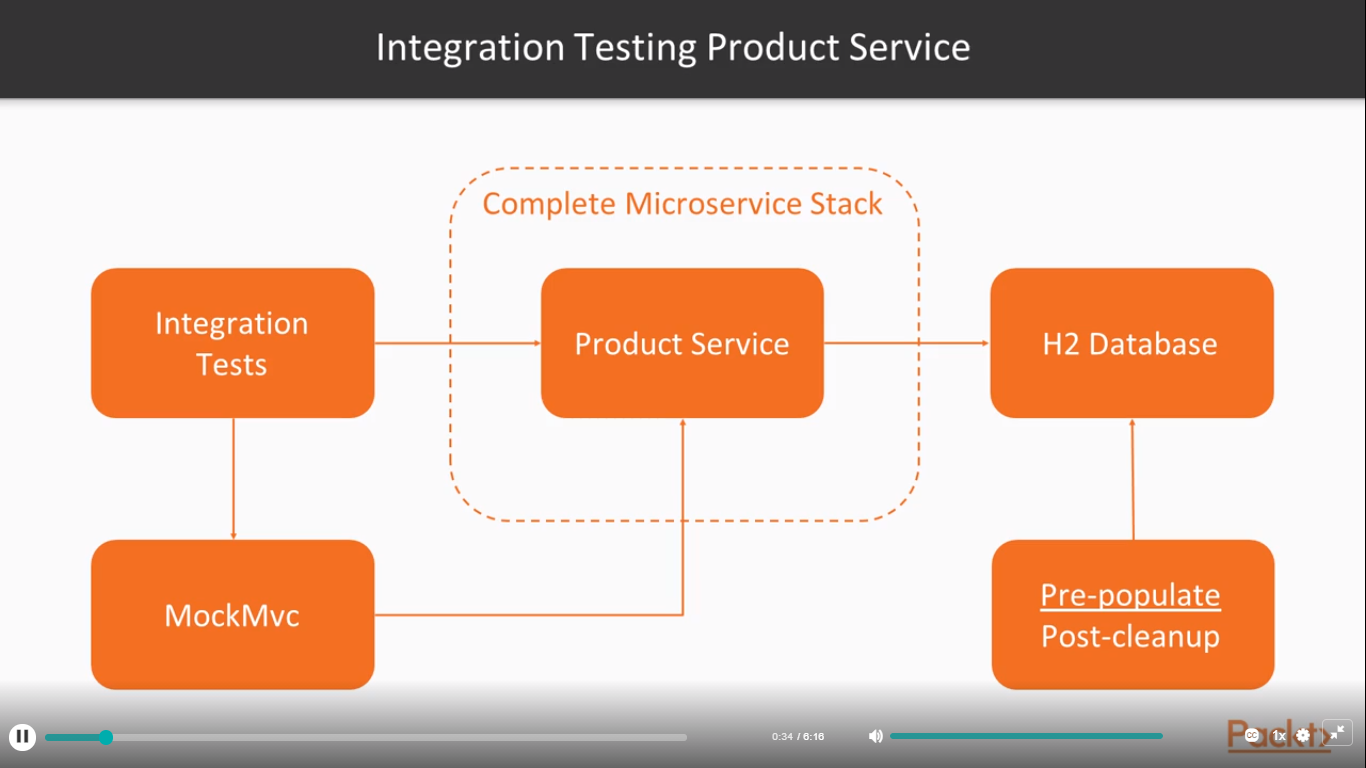 Integration Testing Product Service
Complete Microservice Stack
Integration
Tests
Product Service
H2 Database
MockMvc
Pre-populate
Post-cleanup
0:34 / 6:16
Packt>
CC
1x